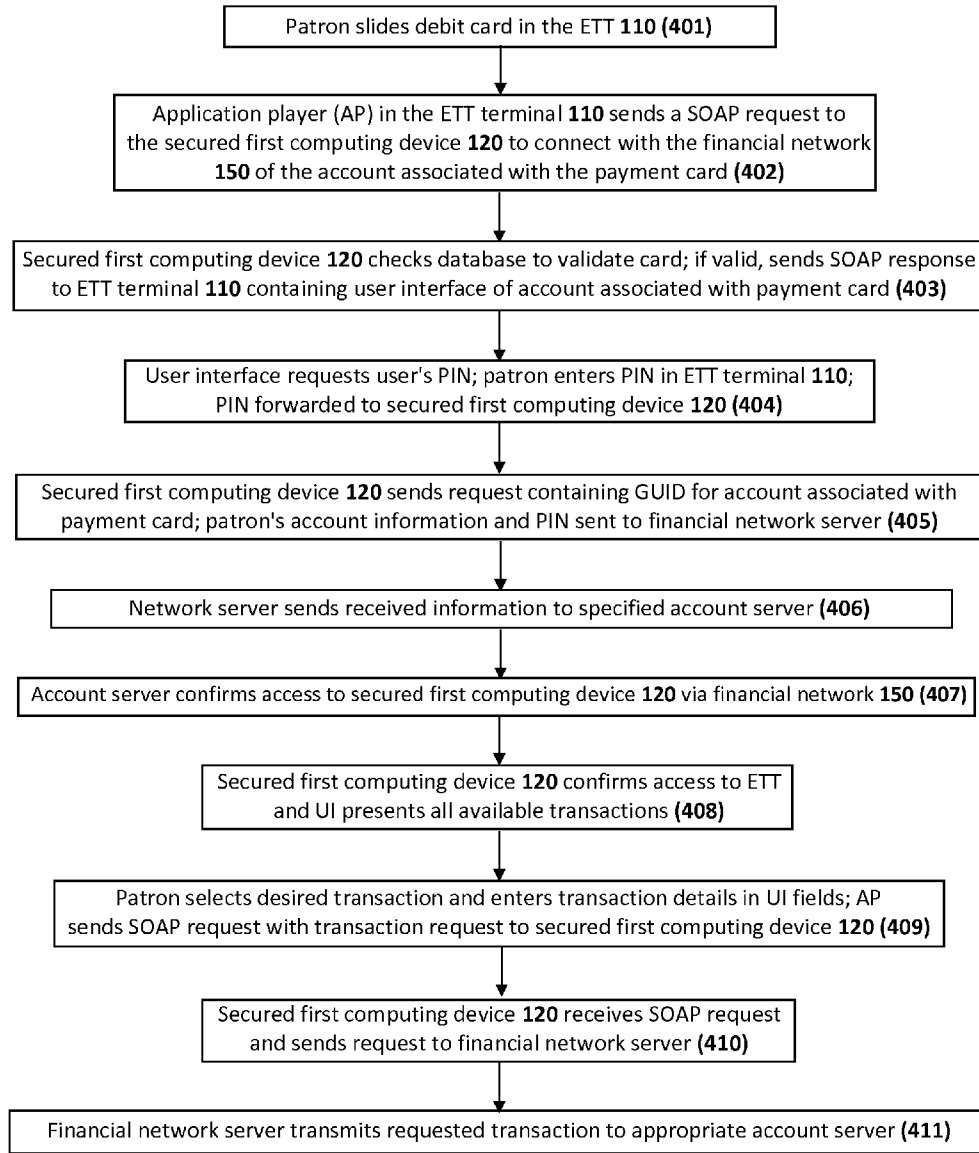 Patron slides debit card in the ETT 110 (401)
Application player (AP) in the ETT terminal 110 sends a SOAP request to
the secured first computing device 120 to connect with the financial network
150 of the account associated with the payment card (402)
Secured first computing device 120 checks database to validate card; if valid, sends SOAP response
to ETT terminal 110 containing user interface of account associated with payment card (403)
User interface requests user's PIN; patron enters PIN in ETT terminal 110;
PIN forwarded to secured first computing device 120 (404)
Secured first computing device 120 sends request containing GUID for account associated with
payment card; patron's account information and PIN sent to financial network server (405)
Network server sends received information to specified account server (406)
Account server confirms access to secured first computing device 120 via financial network 150 (407)
Secured first computing device 120 confirms access to ETT
and UI presents all available transactions (408)
Patron selects desired transaction and enters transaction details in UI fields; AP
sends SOAP request with transaction request to secured first computing device 120 (409)
Secured first computing device 120 receives SOAP request
and sends request to financial network server (410)
Financial network server transmits requested transaction to appropriate account server (411)